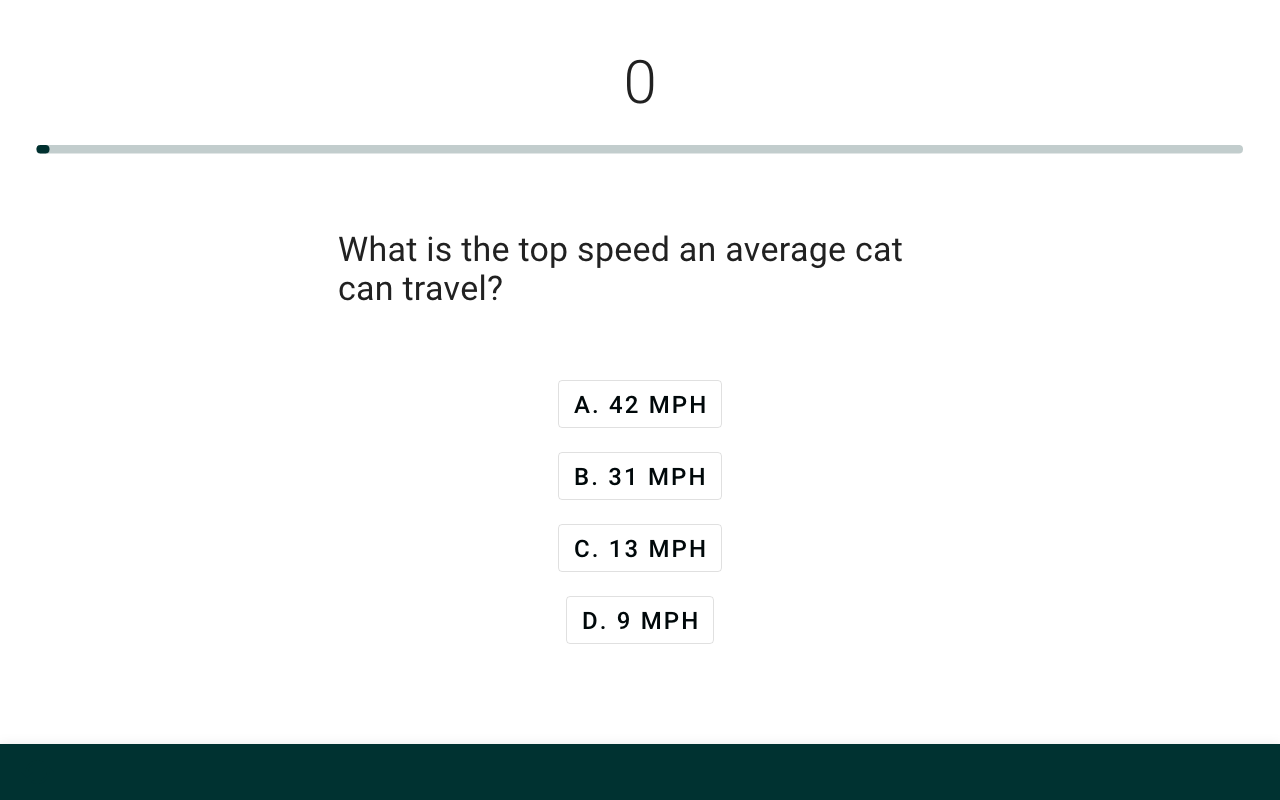 0
What is the top speed an average cat
can travel?
A. 42 MPH
B. 31 MPH
C. 13 MPH
D. 9 MPH